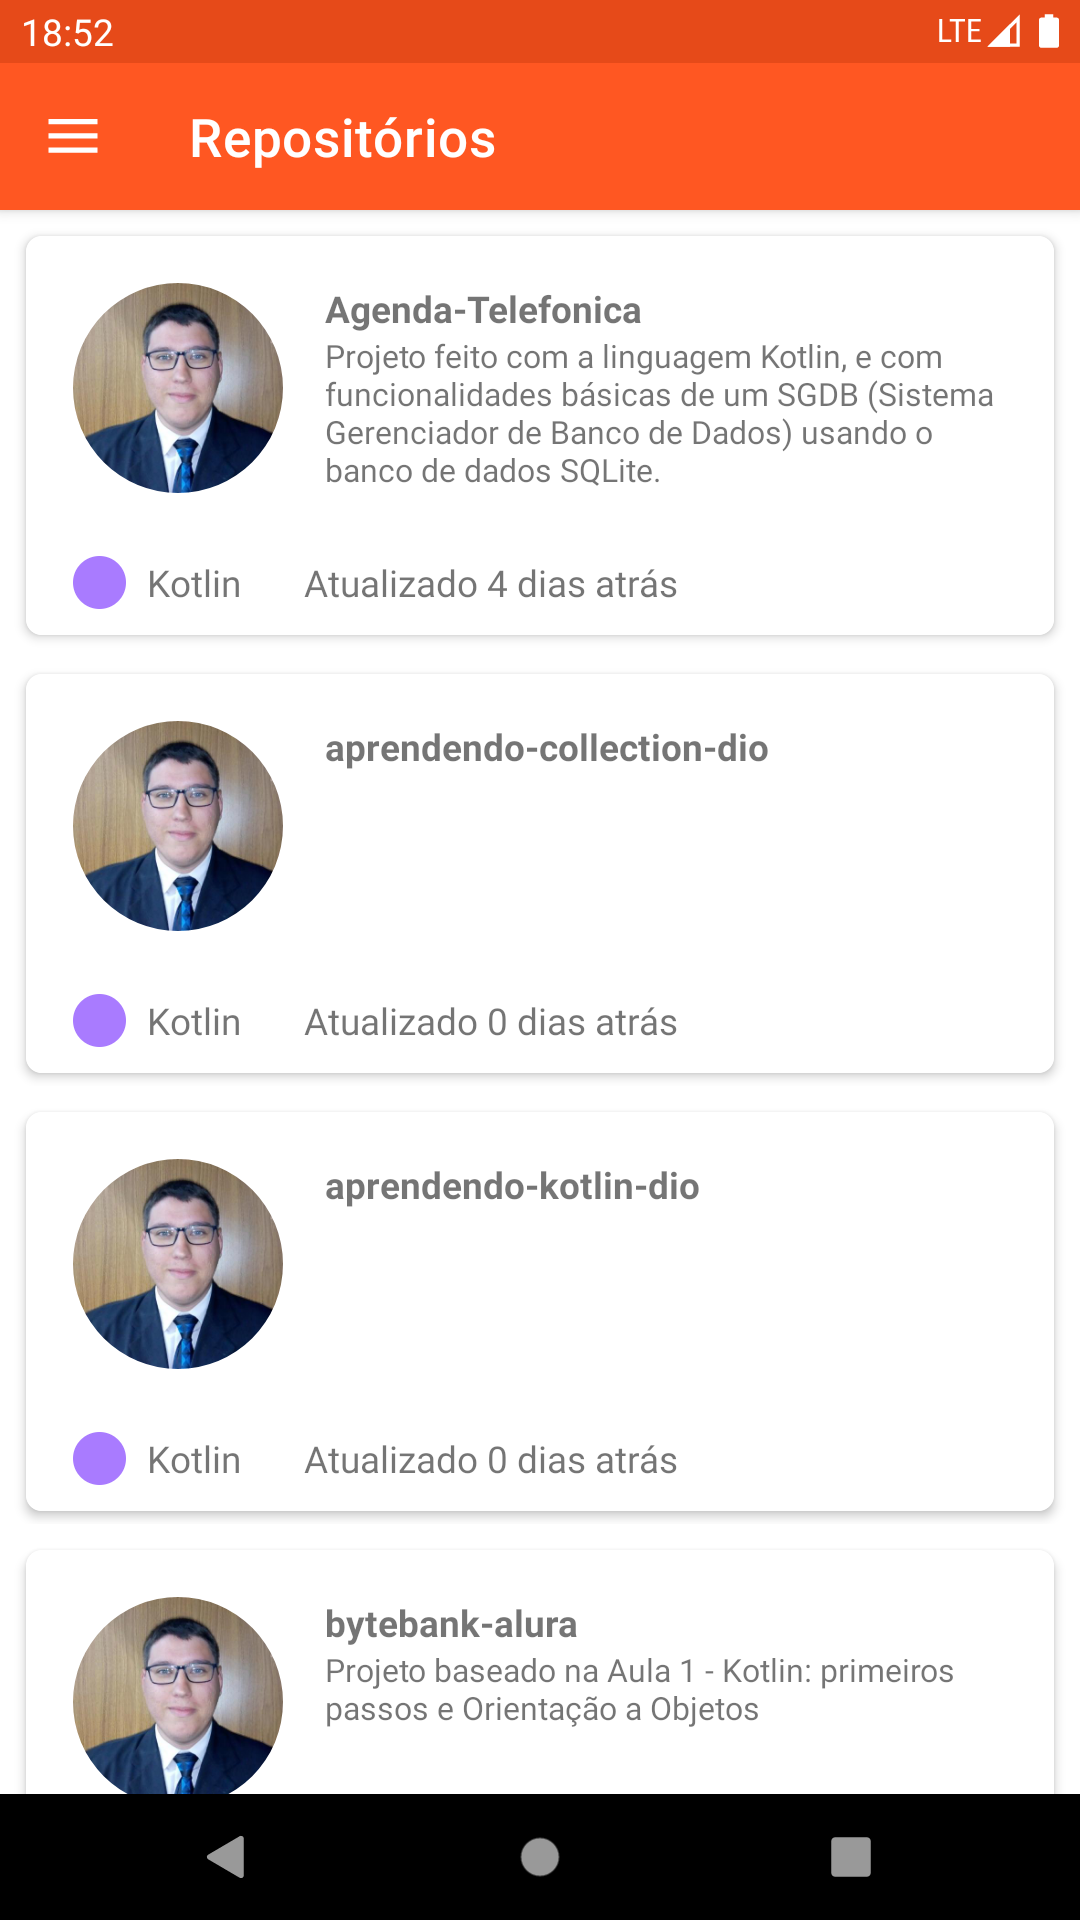 18:52
LTE
Repositórios
Agenda-Telefonica
Projeto feito com a linguagem Kotlin, e com
funcionalidades básicas de um SGDB (Sistema
Gerenciador de Banco de Dados) usando o
banco de dados SQLite.
Kotlin Atualizado 4 dias atrás
aprendendo-collection-dio
Kotlin Atualizado 0 dias atrás
aprendendo-kotlin-dio
Kotlin Atualizado 0 dias atrás
bytebank-alura
Projeto baseado na Aula 1 - Kotlin: primeiros
passos e Orientação a Objetos